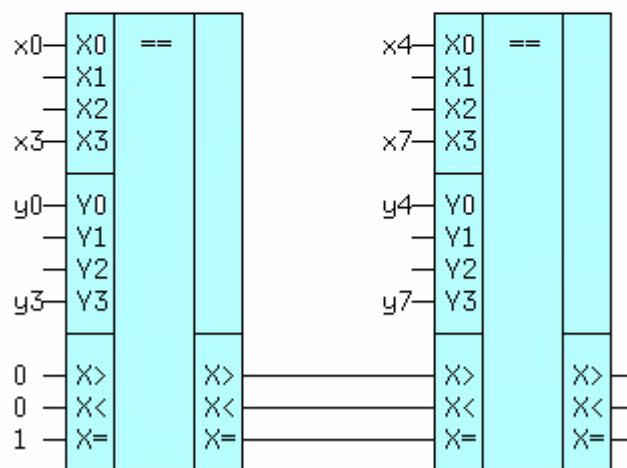 x0 X0 == x4 X0 ==
X1 X1
X2 X2
x3 X3 x7 X3
y0 Y0 y4 Y0
Y1 Y1
Y2 Y2
y3 Y3 y7 Y3
0 X> X> X> X>
0 X< X< X< X<
1 X= X= X= X=